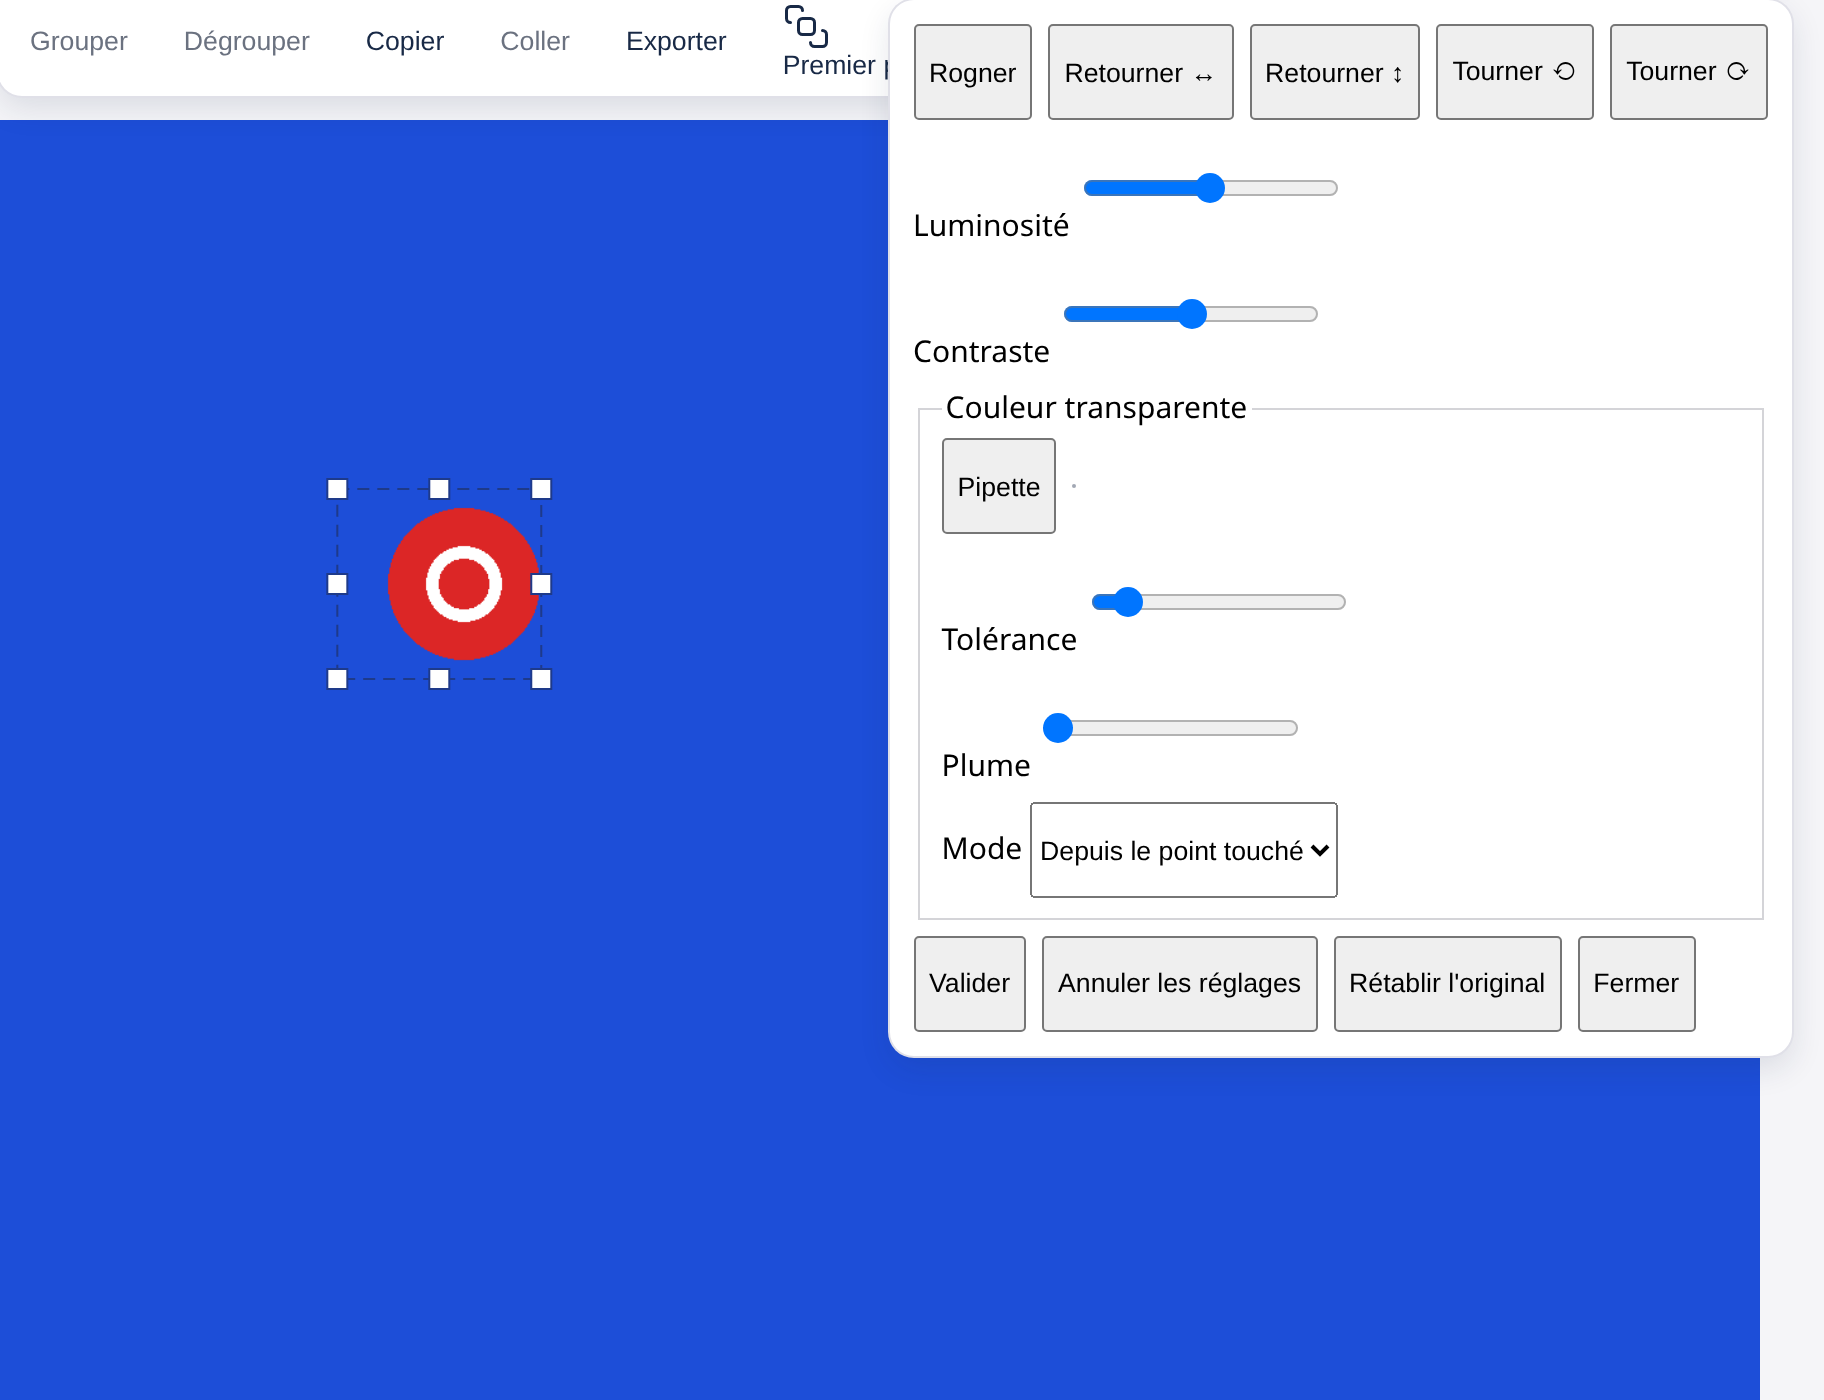 Grouper Dégrouper Copier Coller Exporter
Premier
Rogner Retourner ↔ Retourner ↕ Tourner ⟲ Tourner ⟳
Luminosité
Contraste
Couleur transparente
Pipette
Tolérance
Plume
Mode Depuis le point touché
Valider Annuler les réglages Rétablir l'original Fermer